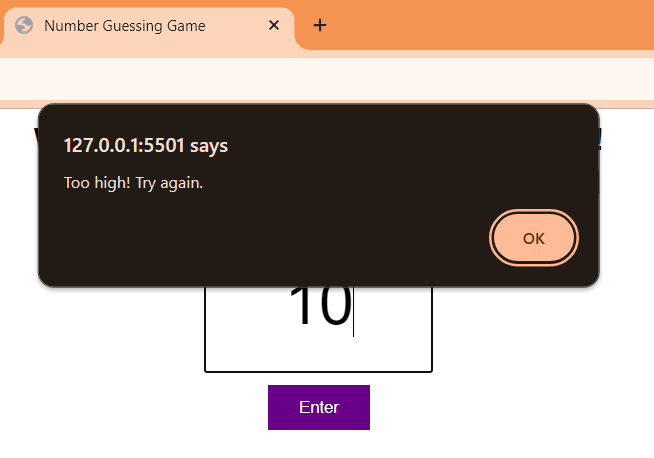 Number Guessing Game
127.0.0.1:5501 says
Too high! Try again.
OK
10
Enter